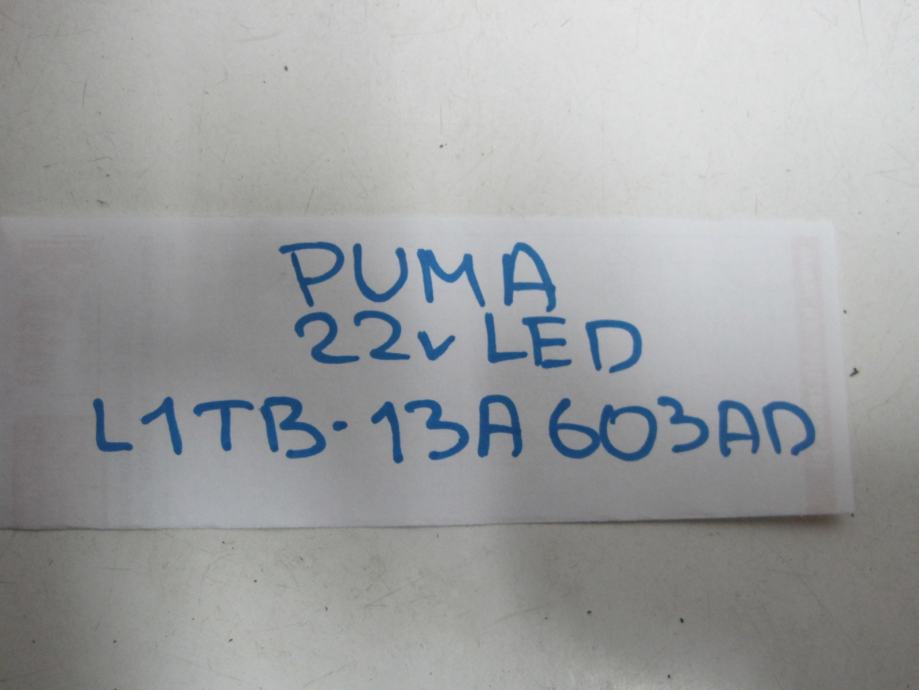 PUMA
22v LED
L1TB-13A603AD